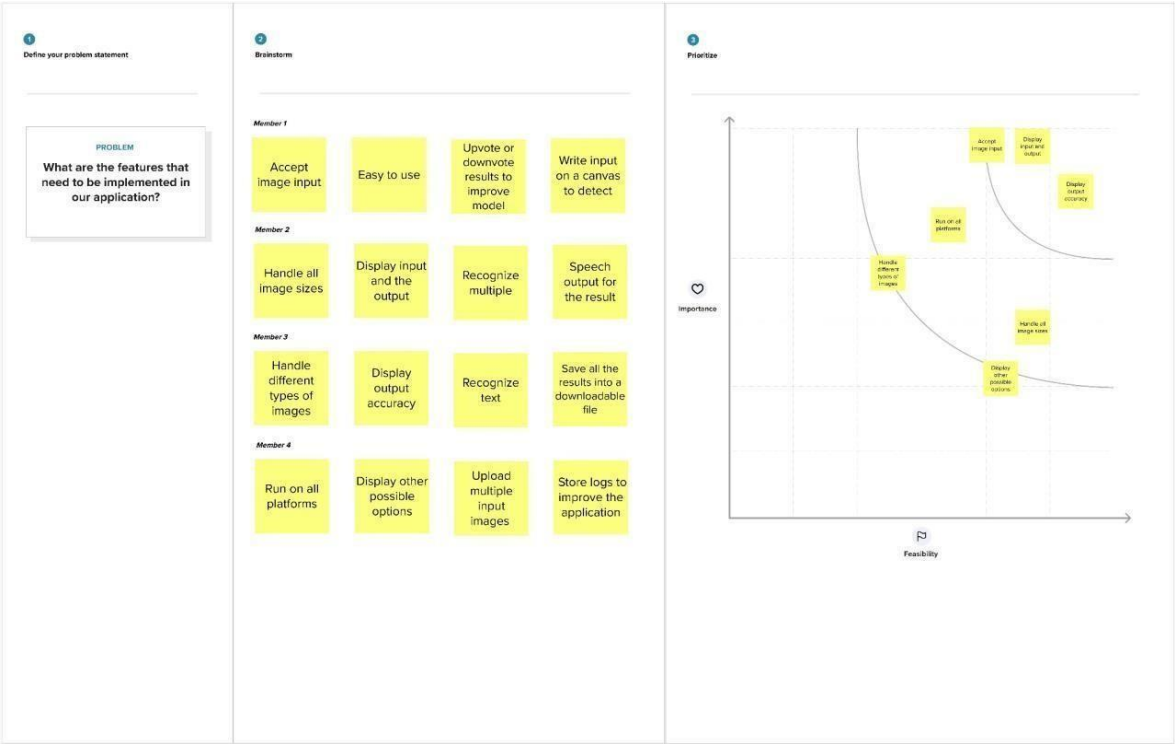 1
Define your problem statement
PROBLEM
What are the features that
need to be implemented in
our application?
2
Brainstorm
Member 1
Accept
image input
Easy to use
Upvote or
downvote
results to
improve
model
Write input
on a canvas
to detect
Member 2
Handle all
image sizes
Display input
and the
output
Recognize
multiple
Speech
output for
the result
Member 3
Handle
different
types of
images
Display
output
accuracy
Recognize
text
Save all the
results into a
downloadable
file
Member 4
Run on all
platforms
Display other
possible
options
Upload
multiple
input
images
Store logs to
improve the
application
3
Prioritize
Accept
image input
Display
input and
output
Display
output
accuracy
Run on all
platforms
Handle
different
types of
images
Importance
Handle all
image sizes
Display
other
possible
options
Feasibility